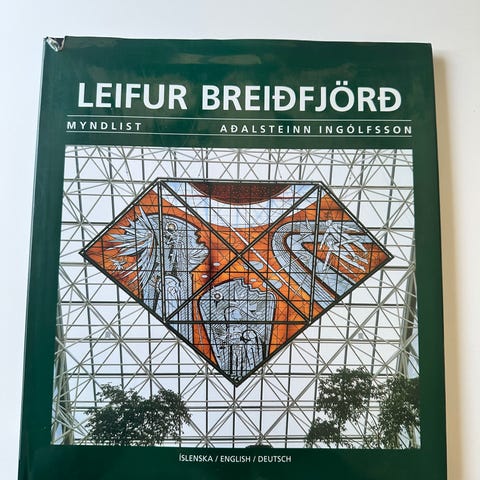 LEIFUR BREIÐFJÖRÐ
MYNDLIST AÐALSTEINN INGÓLFSSON
ÍSLENSKA / ENGLISH / DEUTSCH